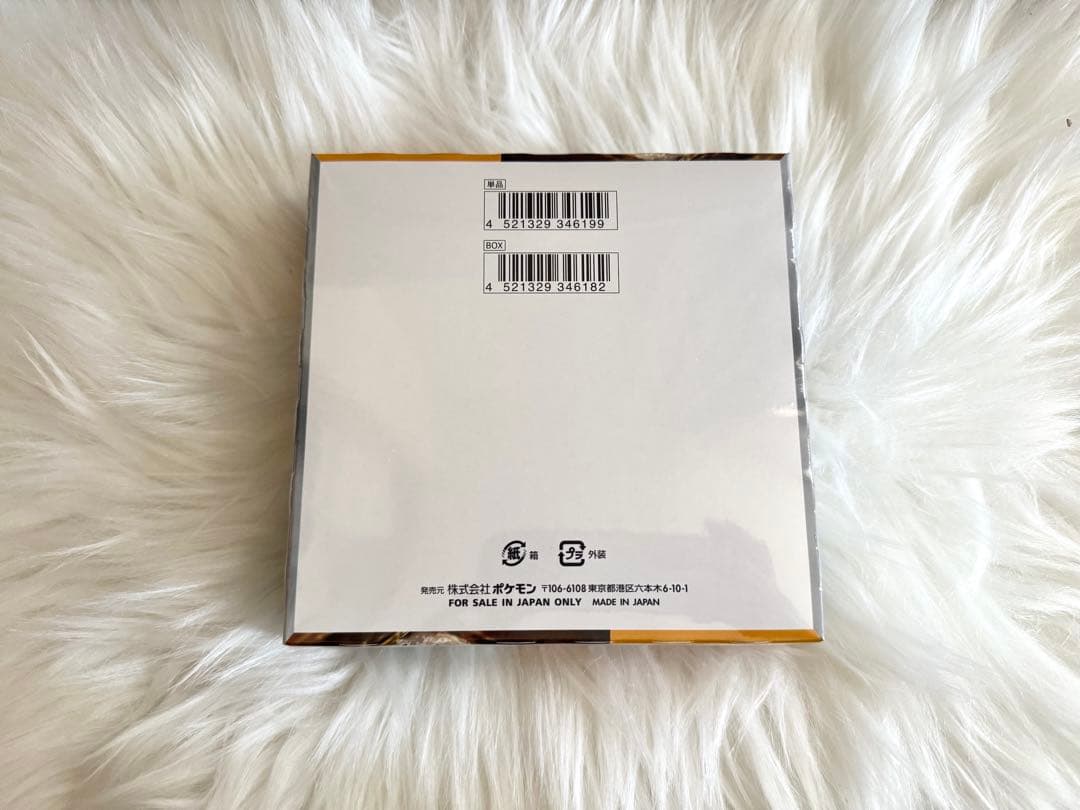 単品
4 521329 346199
BOX
4 521329 346182
紙 箱 プラ 外装
発売元 株式会社ポケモン 〒106-6108 東京都港区六本木6-10-1
FOR SALE IN JAPAN ONLY MADE IN JAPAN